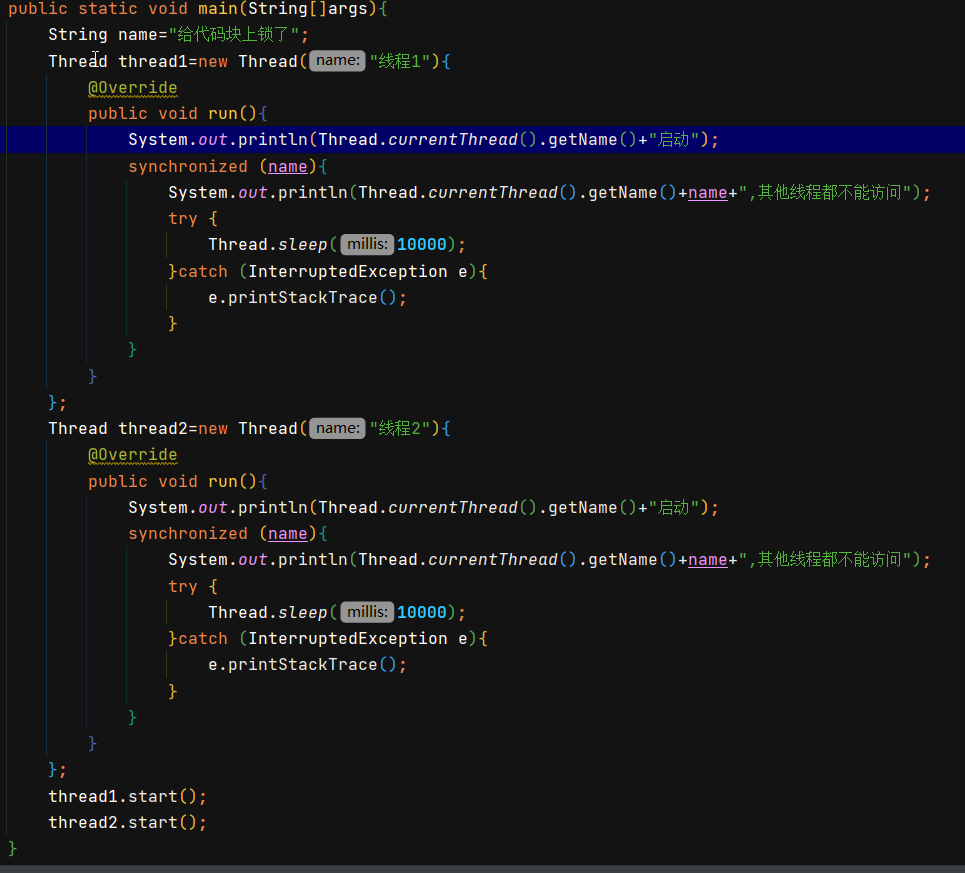 public static void main(String[]args){
    String name="给代码块上锁了";
    Thread thread1=new Thread( name: "线程1"){
        @Override
        public void run(){
            System.out.println(Thread.currentThread().getName()+"启动");
            synchronized (name){
                System.out.println(Thread.currentThread().getName()+name+",其他线程都不能访问");
                try {
                    Thread.sleep( millis: 10000);
                }catch (InterruptedException e){
                    e.printStackTrace();
                }
            }
        }
    };
    Thread thread2=new Thread( name: "线程2"){
        @Override
        public void run(){
            System.out.println(Thread.currentThread().getName()+"启动");
            synchronized (name){
                System.out.println(Thread.currentThread().getName()+name+",其他线程都不能访问");
                try {
                    Thread.sleep( millis: 10000);
                }catch (InterruptedException e){
                    e.printStackTrace();
                }
            }
        }
    };
    thread1.start();
    thread2.start();
}